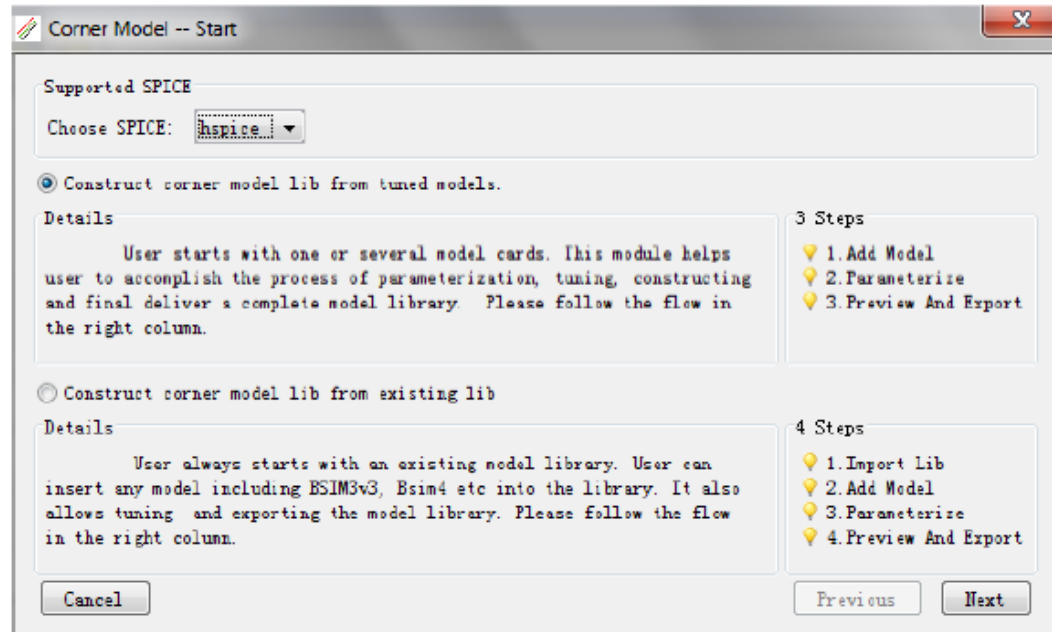 Corner Model -- Start
Supported SPICE
Choose SPICE: hspice
Construct corner model lib from tuned models.
Details
User starts with one or several model cards. This module helps
user to accomplish the process of parameterization, tuning, constructing
and final deliver a complete model library. Please follow the flow in
the right column.
3 Steps
1.Add Model
2.Parameterize
3.Preview And Export
Construct corner model lib from existing lib
Details
User always starts with an existing model library. User can
insert any model including BSIM3v3, Bsim4 etc into the library. It also
allows tuning and exporting the model library. Please follow the flow
in the right column.
4 Steps
1.Import Lib
2.Add Model
3.Parameterize
4.Preview And Export
Cancel
Previous
Next